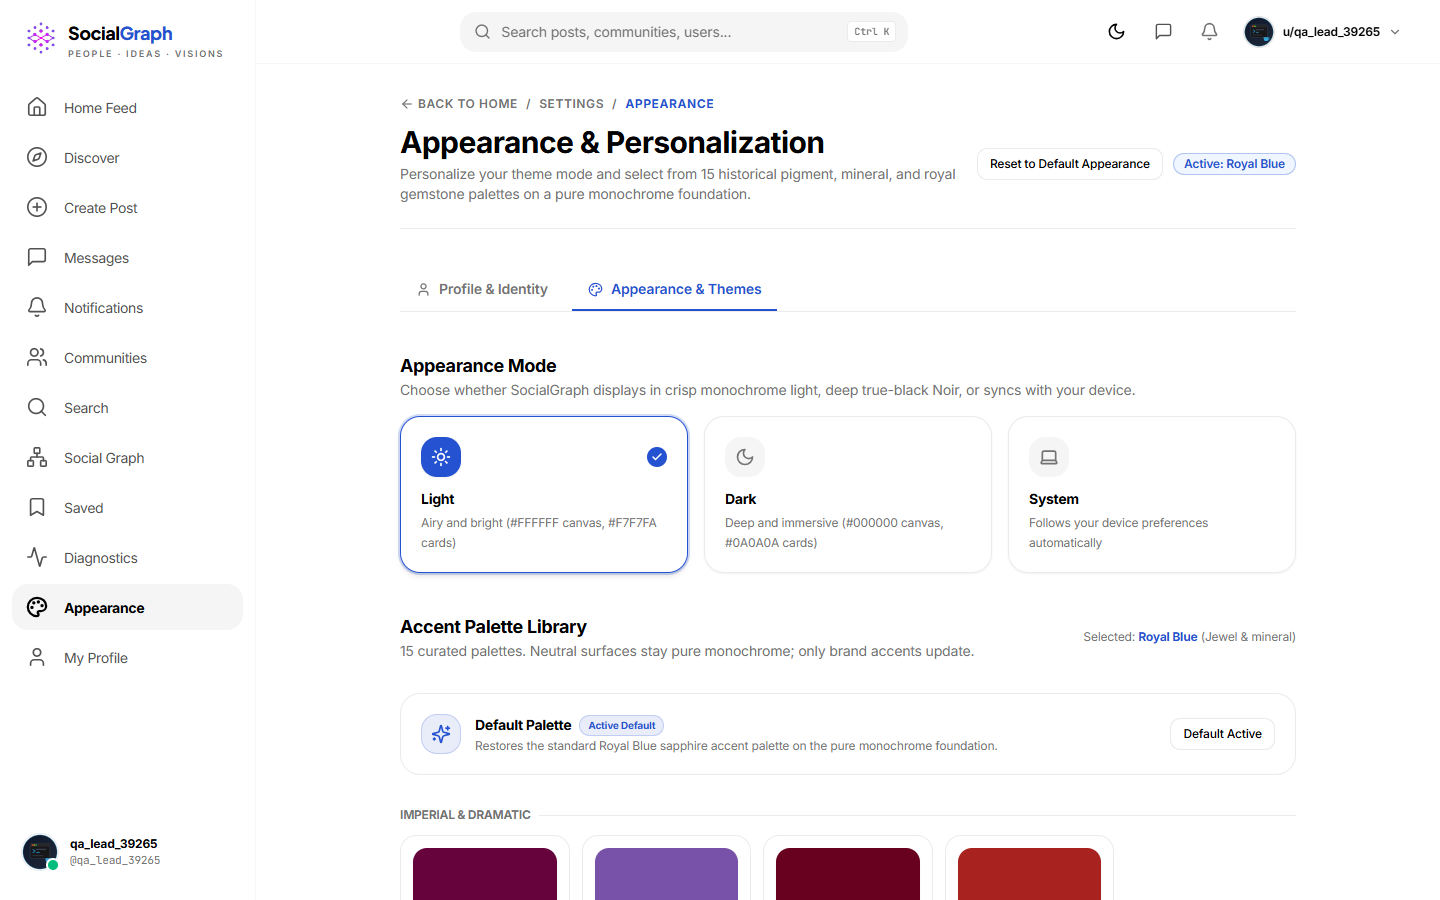 SocialGraph
PEOPLE · IDEAS · VISIONS
Search posts, communities, users...
Ctrl K
u/qa_lead_39265
Home Feed
Discover
Create Post
Messages
Notifications
Communities
Search
Social Graph
Saved
Diagnostics
Appearance
My Profile
qa_lead_39265
@qa_lead_39265
BACK TO HOME / SETTINGS / APPEARANCE
Appearance & Personalization
Personalize your theme mode and select from 15 historical pigment, mineral, and royal
gemstone palettes on a pure monochrome foundation.
Reset to Default Appearance
Active: Royal Blue
Profile & Identity
Appearance & Themes
Appearance Mode
Choose whether SocialGraph displays in crisp monochrome light, deep true-black Noir, or syncs with your device.
Light
Airy and bright (#FFFFFF canvas, #F7F7FA
cards)
Dark
Deep and immersive (#000000 canvas,
#0A0A0A cards)
System
Follows your device preferences
automatically
Accent Palette Library
15 curated palettes. Neutral surfaces stay pure monochrome; only brand accents update.
Selected: Royal Blue (Jewel & mineral)
Default Palette
Active Default
Restores the standard Royal Blue sapphire accent palette on the pure monochrome foundation.
Default Active
IMPERIAL & DRAMATIC